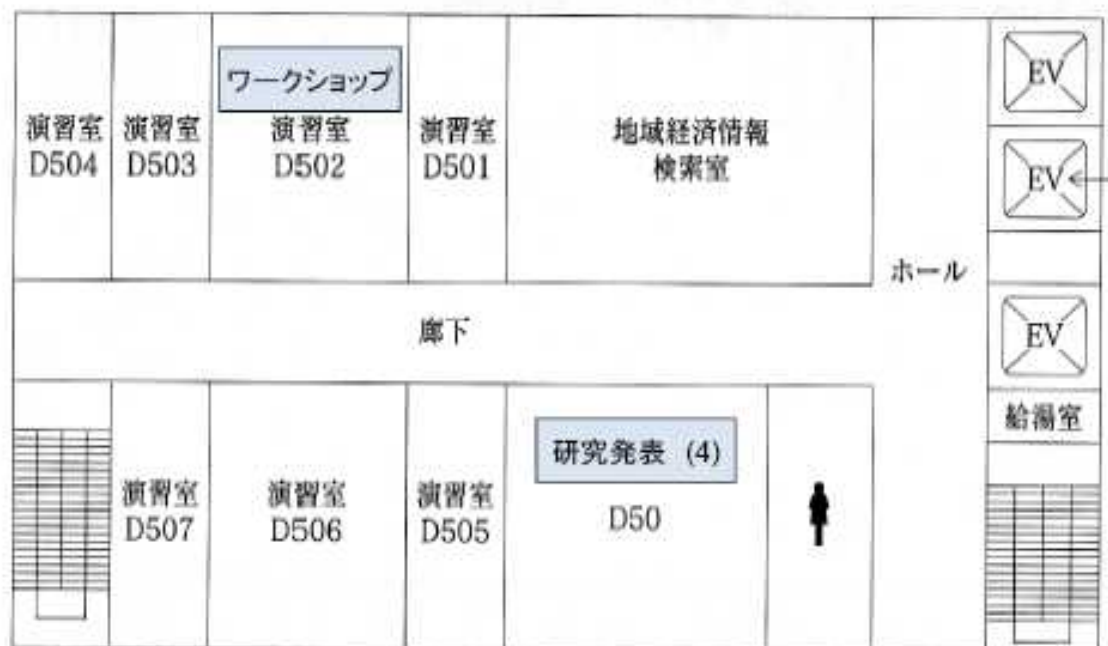 ワークショップ
演習室
D504
演習室
D503
演習室
D502
演習室
D501
地域経済情報
検索室
EV
EV
ホール
廊下
EV
給湯室
演習室
D507
演習室
D506
演習室
D505
研究発表 (4)
D50